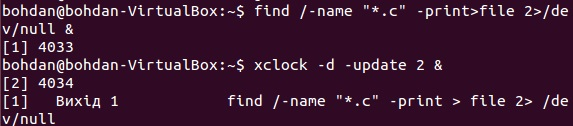 bohdan@bohdan-VirtualBox:~$ find /-name "*.c" -print>file 2>/de
v/null &
[1] 4033
bohdan@bohdan-VirtualBox:~$ xclock -d -update 2 &
[2] 4034
[1]   Вихід 1            find /-name "*.c" -print > file 2> /dev
/null